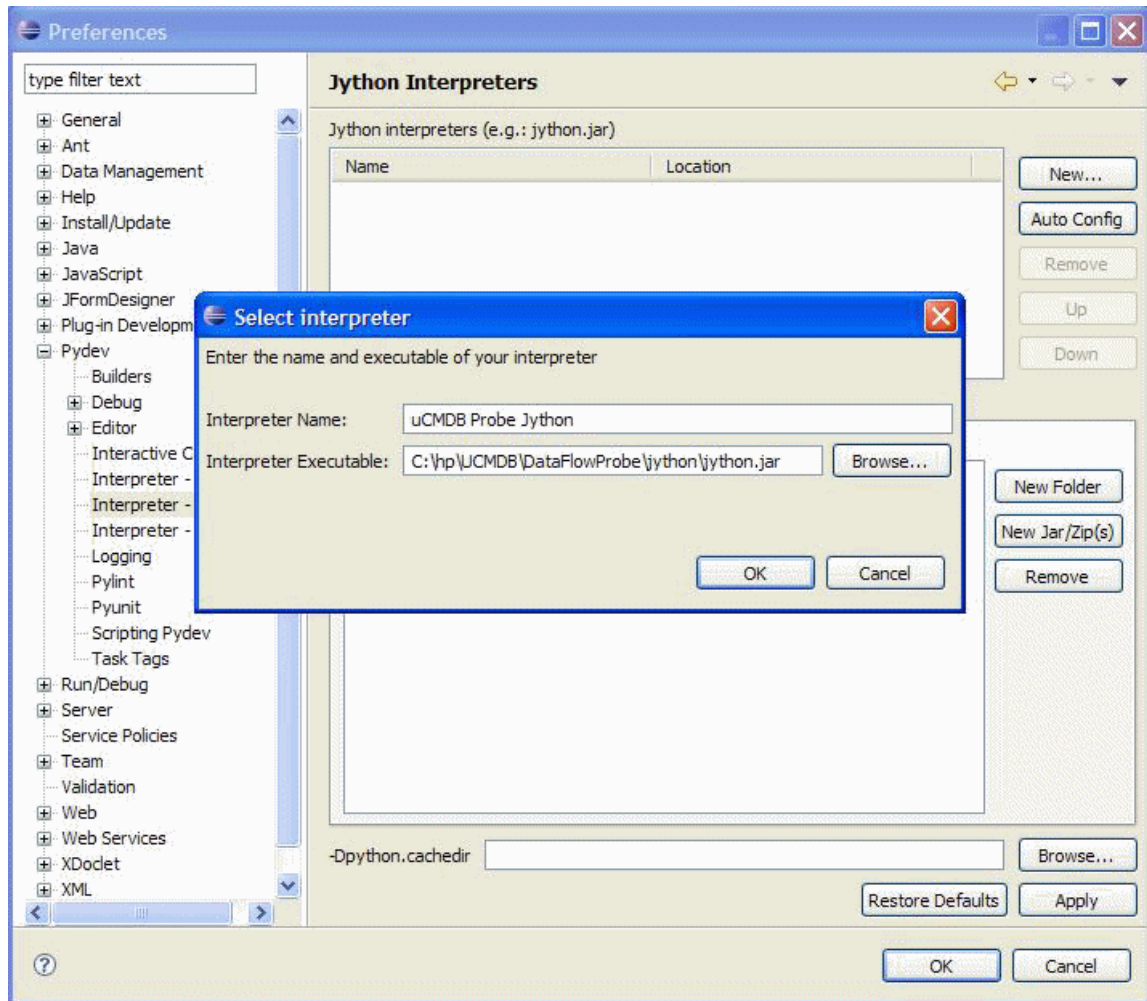 Preferences
type filter text
General
Ant
Data Management
Help
Install/Update
Java
JavaScript
JFormDesigner
Plug-in Developm
Pydev
Builders
Debug
Editor
Interactive C
Interpreter -
Interpreter -
Interpreter -
Logging
Pylint
Pyunit
Scripting Pydev
Task Tags
Run/Debug
Server
Service Policies
Team
Validation
Web
Web Services
XDoclet
XML
Jython Interpreters
Jython interpreters (e.g.: jython.jar)
Name Location
New...
Auto Config
Remove
Up
Down
Select interpreter
Enter the name and executable of your interpreter
Interpreter Name: uCMDB Probe Jython
Interpreter Executable: C:\hp\UCMDB\DataFlowProbe\jython\jython.jar Browse...
OK Cancel
New Folder
New Jar/Zip(s)
Remove
-Dpython.cachedir Browse...
Restore Defaults Apply
OK Cancel